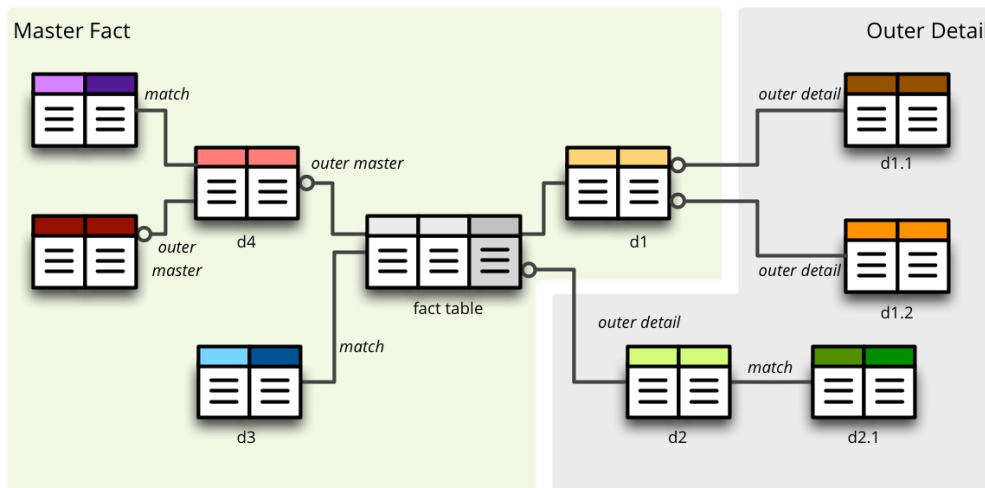 Master Fact
Outer Detail
match
outer detail
d1.1
outer master
d4
d1
outer
master
fact table
outer detail
d1.2
outer detail
match
match
d3
d2
d2.1